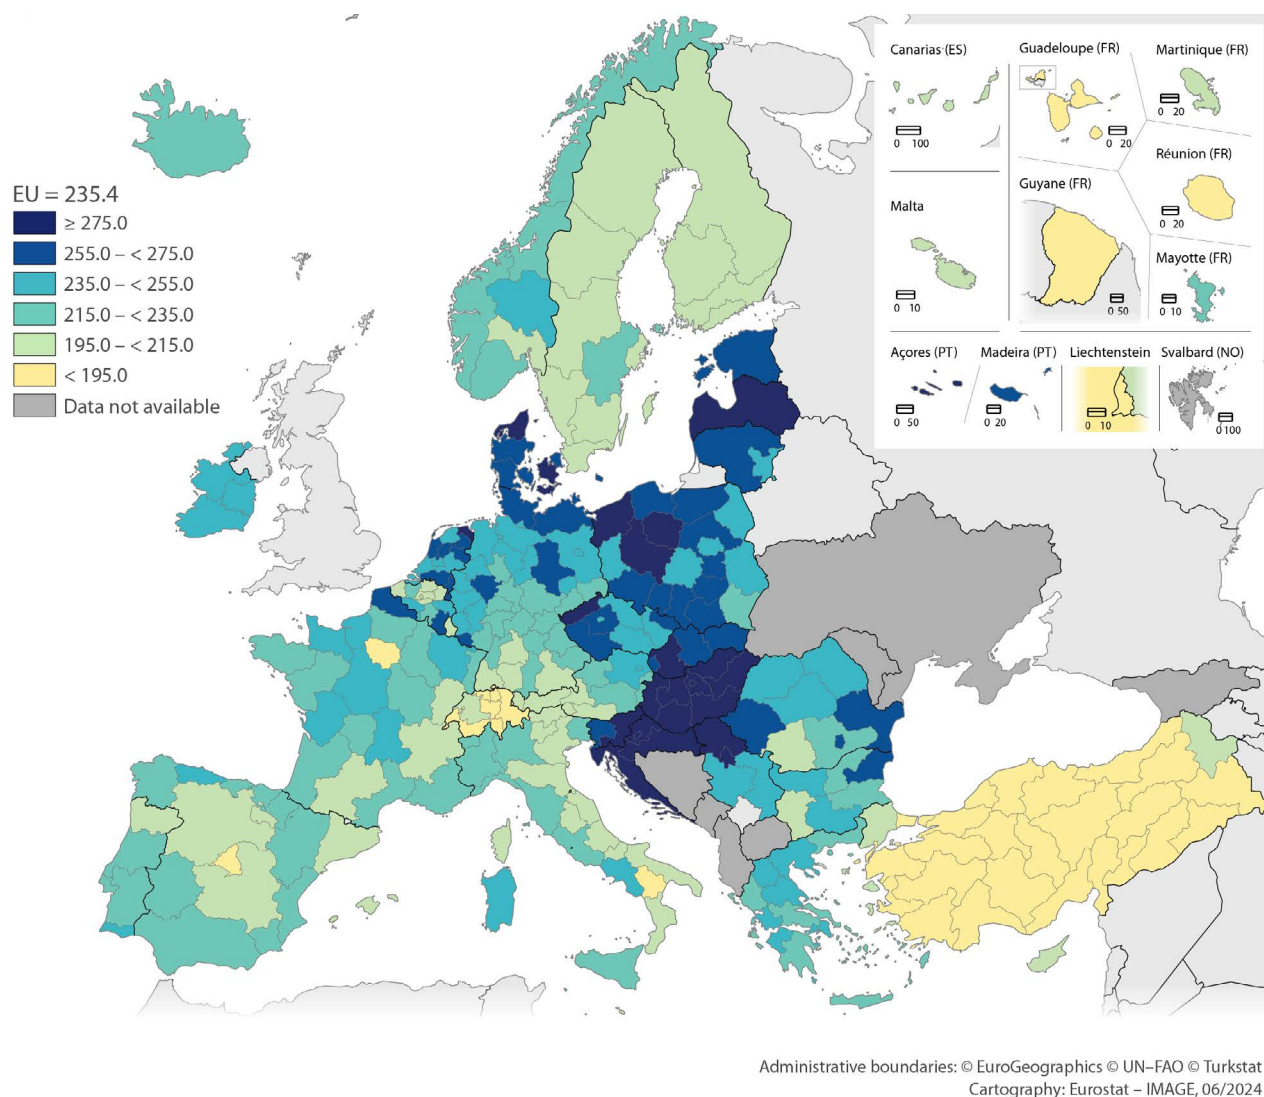 EU = 235.4
≥ 275.0
255.0 – < 275.0
235.0 – < 255.0
215.0 – < 235.0
195.0 – < 215.0
< 195.0
Data not available
Canarias (ES)
0 100
Guadeloupe (FR)
0 20
Martinique (FR)
0 20
Réunion (FR)
0 20
Malta
0 10
Guyane (FR)
0 50
Mayotte (FR)
0 10
Açores (PT)
0 50
Madeira (PT)
0 20
Liechtenstein
0 10
Svalbard (NO)
0 100
Administrative boundaries: © EuroGeographics © UN–FAO © Turkstat
Cartography: Eurostat – IMAGE, 06/2024